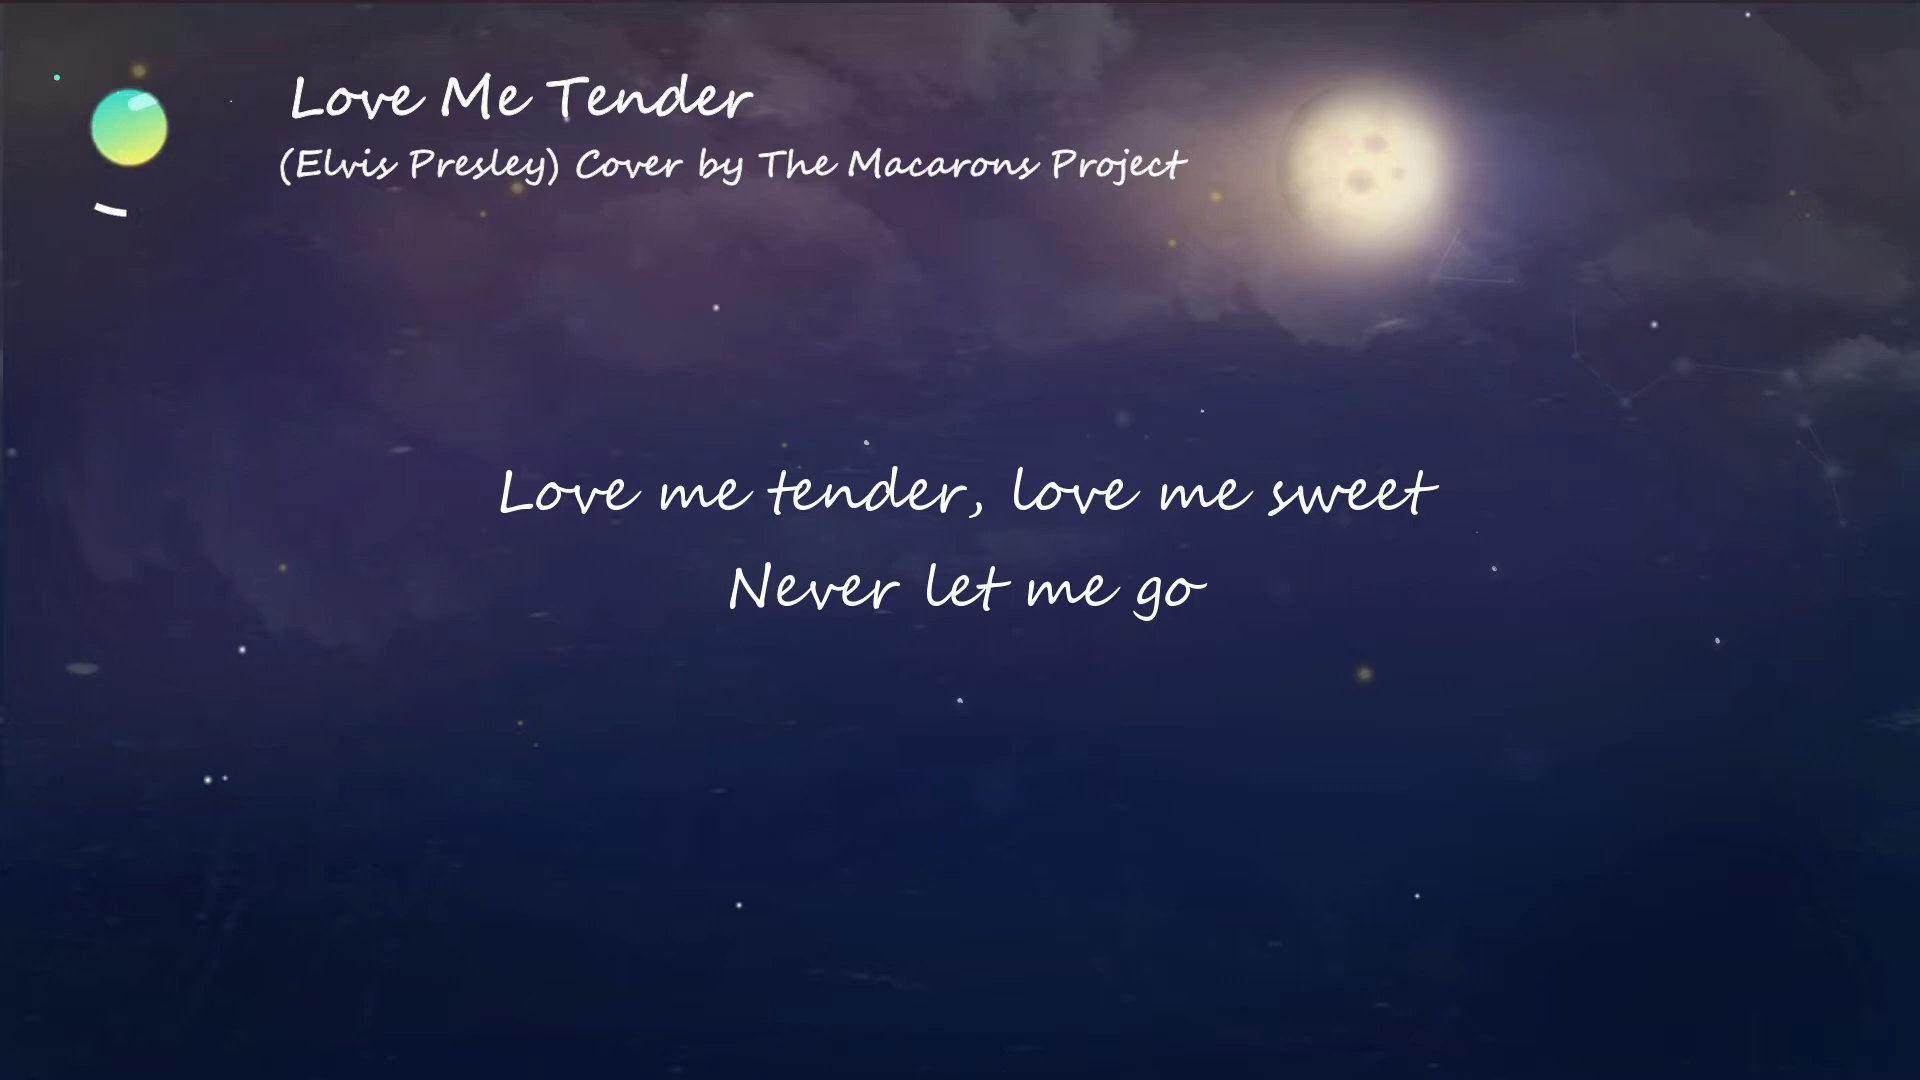 Love Me Tender
(Elvis Presley) Cover by The Macarons Project
Love me tender, love me sweet
Never let me go